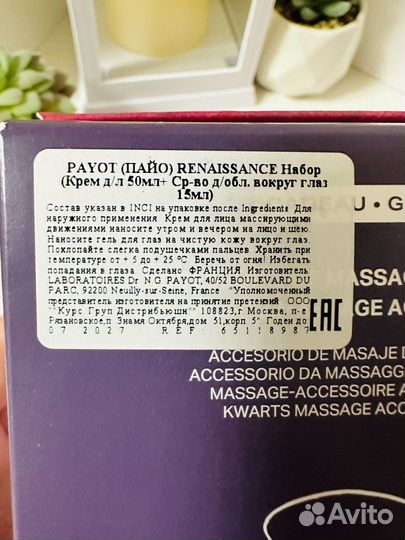 PAYOT (ПАЙО) RENAISSANCE Набор
(Крем д/л 50мл+ Ср-во д/обл. вокруг глаз
15мл)
Состав указан в INCI на упаковке после Ingredients Для
наружного применения. Крем для лица массирующими
движениями наносите утром и вечером на лицо и шею.
Наносите гель для глаз на чистую кожу вокруг глаз.
Похлопайте слегка подушечками пальцев. Хранить при
температуре от + 5 до + 25 °C. Беречь от огня! Избегать
попадания в глаза. Сделано ФРАНЦИЯ Изготовитель
LABORATOIRES Dr N G PAYOT, 40/52 BOULEVARD DU
PARC, 92200 Neuilly-sur-Seine, France "Уполномоченный
представитель изготовителя на принятие претензий ООО
""Курс Груп Дистрибьюшн"" 108823, г Москва, п-е
Рязановское, п Знамя Октября, дом 51, корп. 5" Годен до
07 2027 REF 65118987
EAC
DEAU • G
MASSAG
AGE AC
ACCESORIO DE MASAJE D
ACCESSORIO DA MASSAGG
MASSAGE-ACCESSOIRE A
KWARTS MASSAGE ACC
Avito